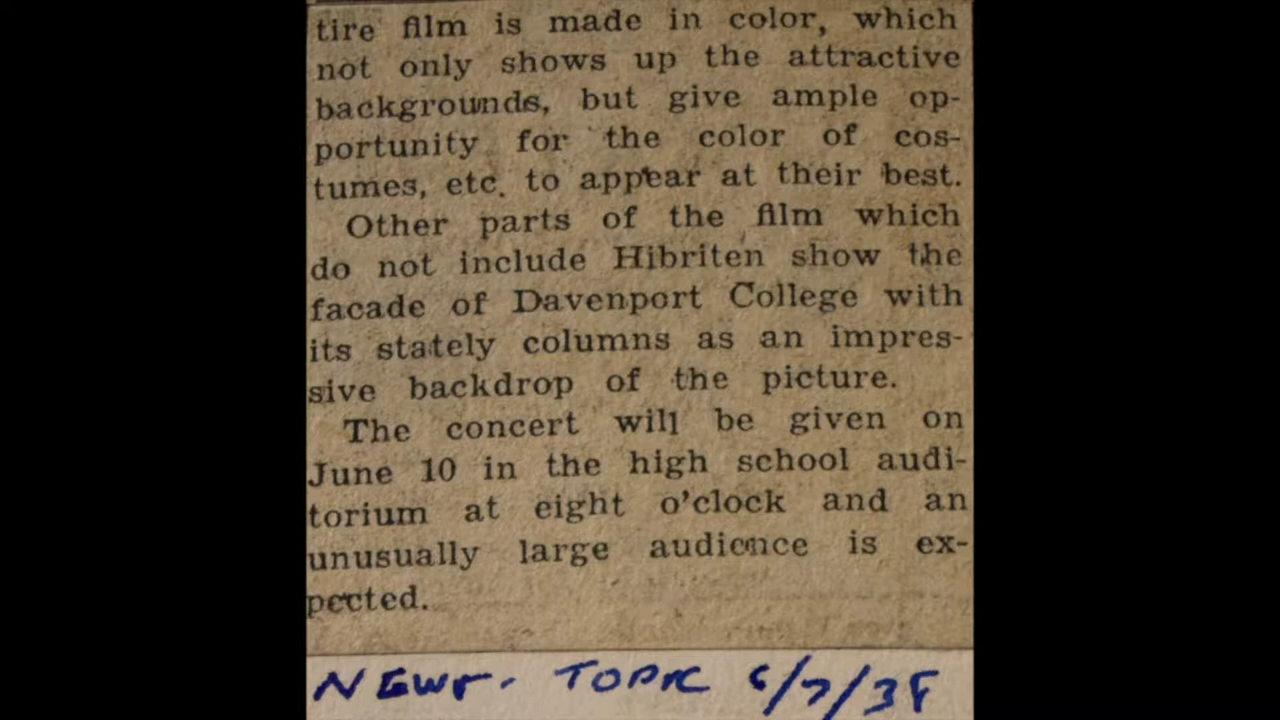 tire film is made in color, which
not only shows up the attractive
backgrounds, but give ample op-
portunity for the color of cos-
tumes, etc. to appear at their best.
Other parts of the film which
do not include Hibriten show the
facade of Davenport College with
its stately columns as an impres-
sive backdrop of the picture.
The concert will be given on
June 10 in the high school audi-
torium at eight o'clock and an
unusually large audience is ex-
pected.
NEWS- TOPIC 6/7/38